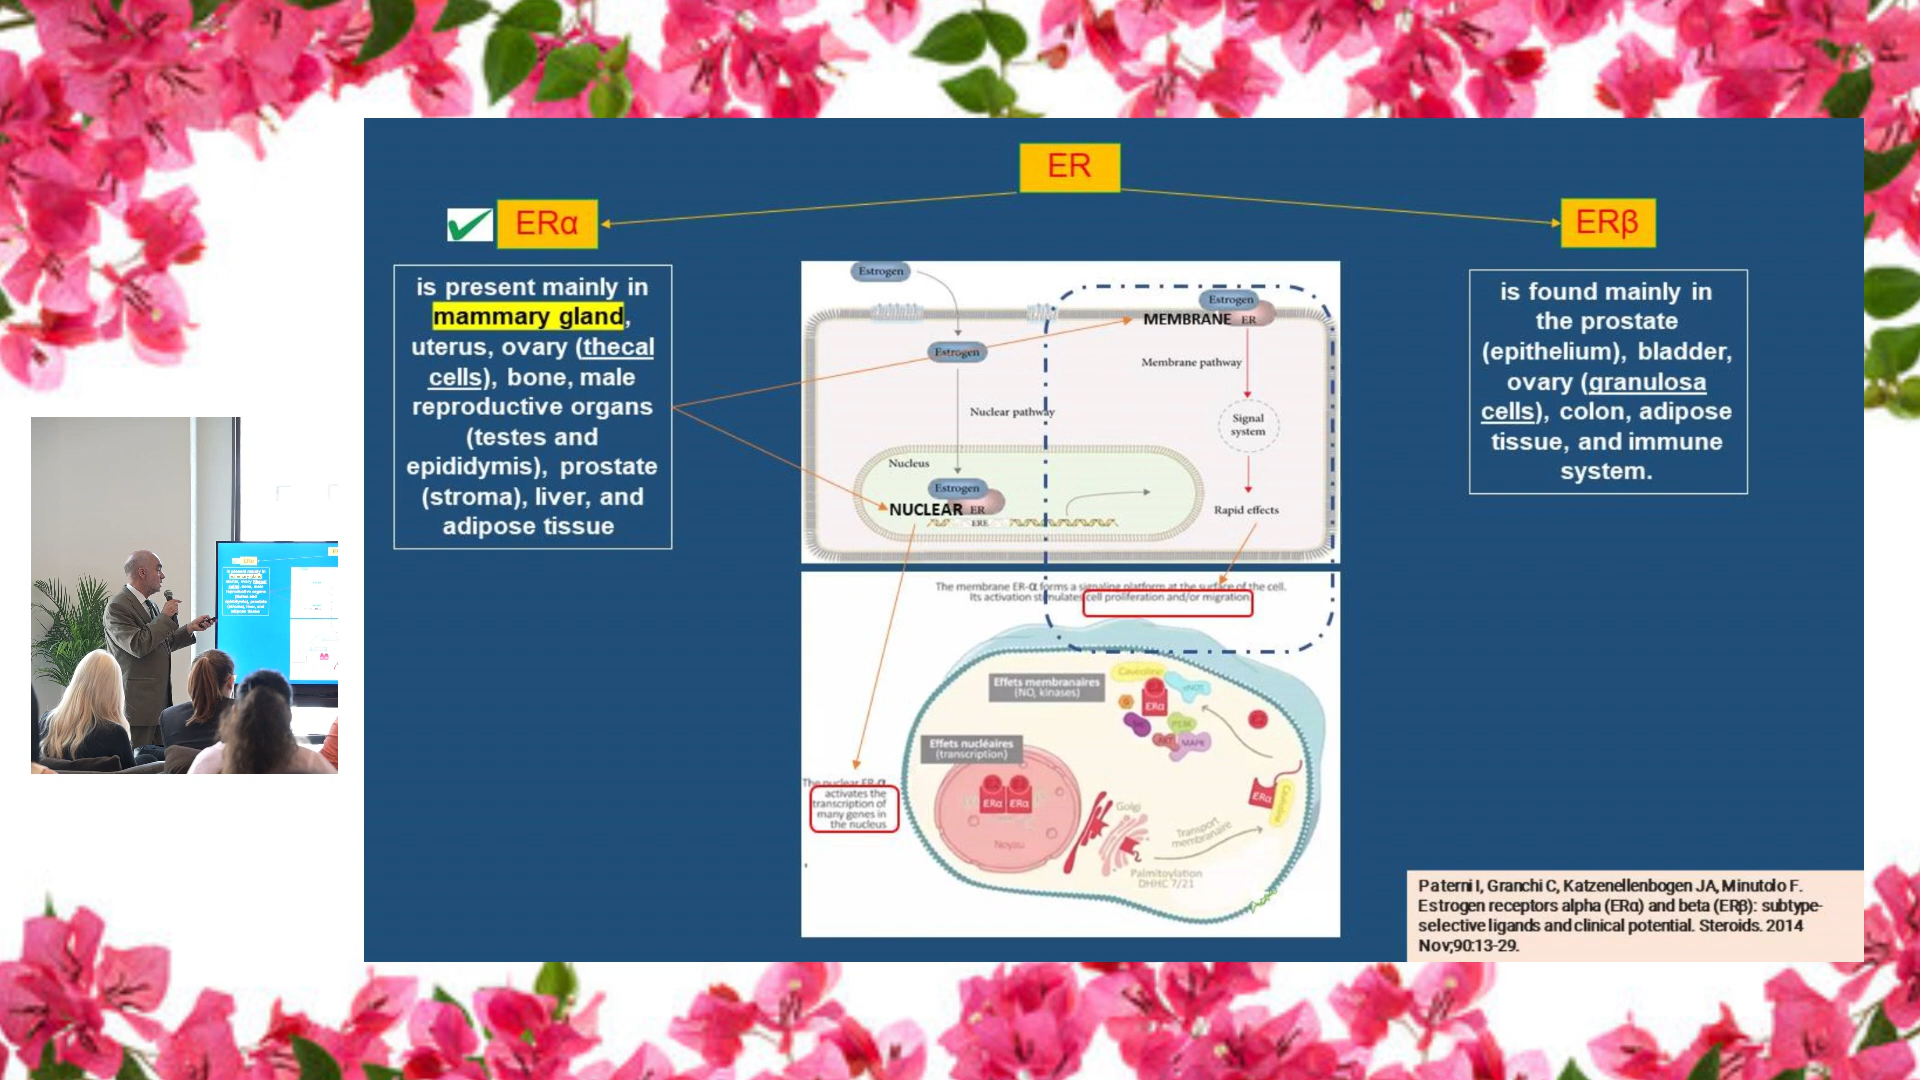 ER
ERα
ERβ
is present mainly in
mammary gland,
uterus, ovary (thecal
cells), bone, male
reproductive organs
(testes and
epididymis), prostate
(stroma), liver, and
adipose tissue
Estrogen
Estrogen
MEMBRANE ER
Estrogen
Membrane pathway
Nuclear pathway
Signal
system
Nucleus
Estrogen
NUCLEAR ER
ERE
Rapid effects
is found mainly in
the prostate
(epithelium), bladder,
ovary (granulosa
cells), colon, adipose
tissue, and immune
system.
The membrane ER-α forms a signaling platform at the surface of the cell.
Its activation stimulates cell proliferation and/or migration
Effets membranaires
(NO, kinases)
Caveoline
eNOS
ERα
G
PI3K
AKT MAPK
Effets nucléaires
(transcription)
ERα ERα
Noyau
Golgi
Transport
membranaire
ERα
Palmitoylation
DHHC 7/21
The nuclear ER-α
activates the
transcription of
many genes in
the nucleus
Paterni I, Granchi C, Katzenellenbogen JA, Minutolo F.
Estrogen receptors alpha (ERα) and beta (ERβ): subtype-
selective ligands and clinical potential. Steroids. 2014
Nov;90:13-29.